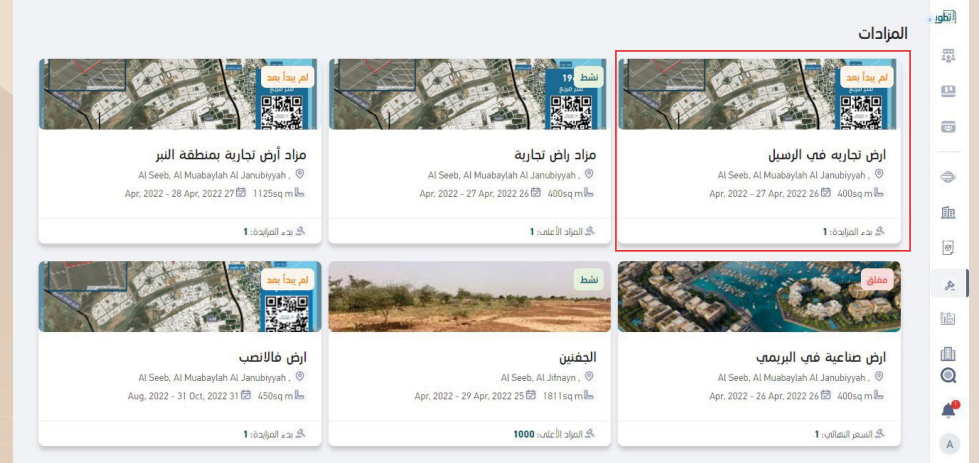 التطوير
المزادات
لم يبدأ بعد
ارض تجاريه في الرسيل
Al Seeb, Al Muabaylah Al Janubiyyah ,
Apr, 2022 - 27 Apr, 2022 26 400sq m
بدء المزايدة: 1
نشط
190
متر مربع
مزاد راض تجارية
Al Seeb, Al Muabaylah Al Janubiyyah ,
Apr, 2022 - 27 Apr, 2022 26 400sq m
المزاد الأعلى: 1
لم يبدأ بعد
متر مربع
مزاد أرض تجارية بمنطقة النبر
Al Seeb, Al Muabaylah Al Janubiyyah ,
Apr, 2022 - 28 Apr, 2022 27 1125sq m
بدء المزايدة: 1
مغلق
ارض صناعية في البريمي
Al Seeb, Al Muabaylah Al Janubiyyah ,
Apr, 2022 - 26 Apr, 2022 26 400sq m
السعر النهائي: 1
نشط
الجفنين
Al Seeb, Al Jifnayn ,
Apr, 2022 - 29 Apr, 2022 25 1811sq m
المزاد الأعلى: 1000
لم يبدأ بعد
ارض فالانصب
Al Seeb, Al Muabaylah Al Janubiyyah ,
Aug, 2022 - 31 Oct, 2022 31 450sq m
بدء المزايدة: 1
A